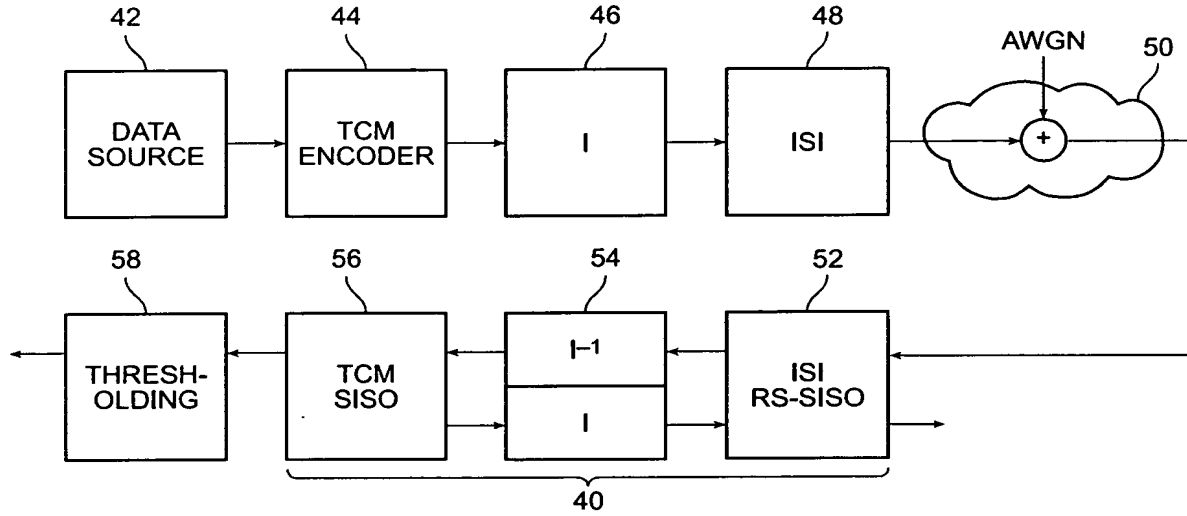 42
44
46
48
AWGN
50
DATA
SOURCE
TCM
ENCODER
I
ISI
+
58
56
54
52
THRESH-
OLDING
TCM
SISO
I–1
I
ISI
RS-SISO
40